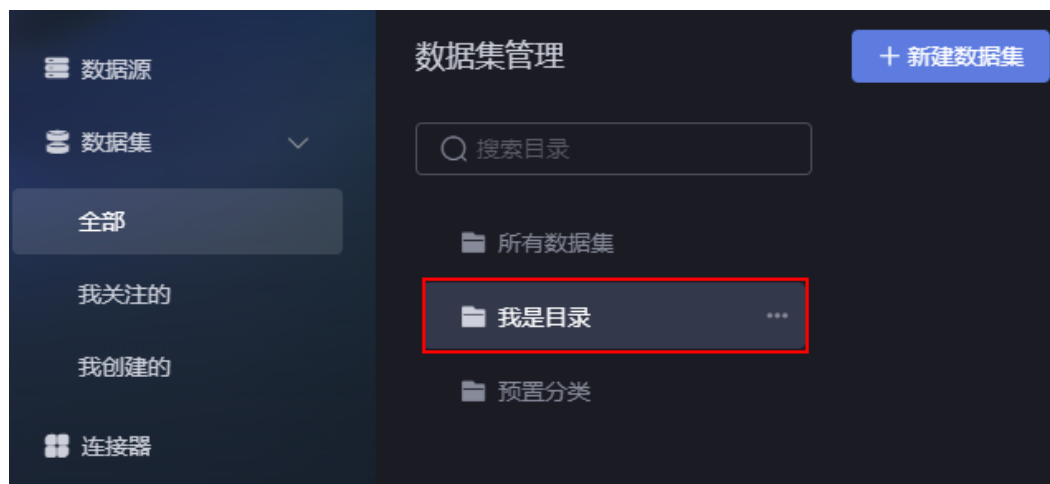 数据源
数据集
全部
我关注的
我创建的
连接器
数据集管理
+ 新建数据集
搜索目录
所有数据集
我是目录
预置分类